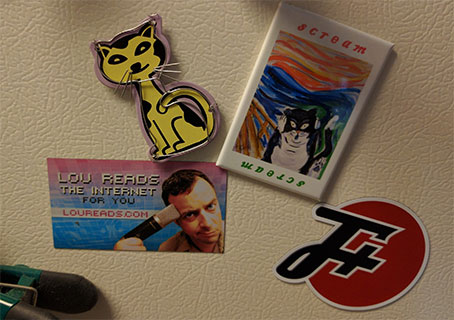 scream
scream
LOU READS
THE INTERNET
FOR YOU
LOUREADS.COM
F+